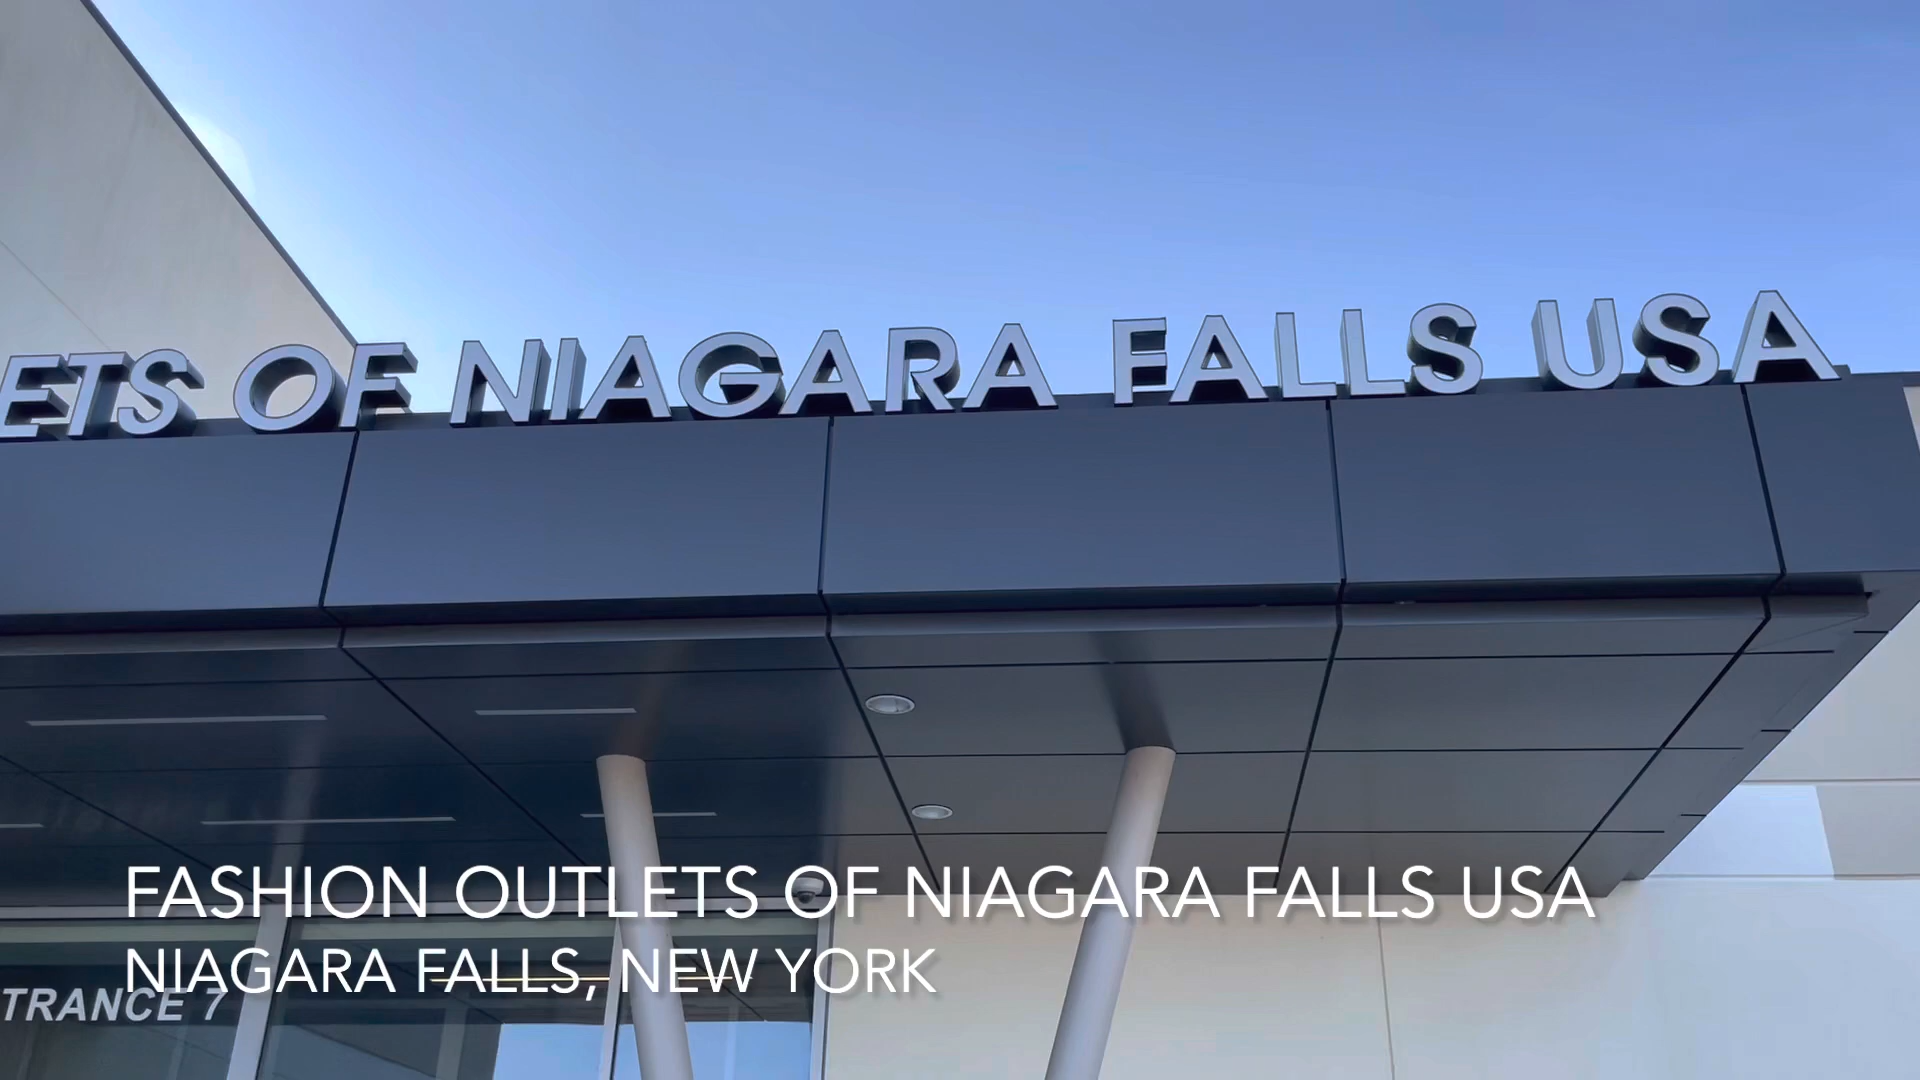 ETS OF NIAGARA FALLS USA
FASHION OUTLETS OF NIAGARA FALLS USA
NIAGARA FALLS, NEW YORK
TRANCE 7